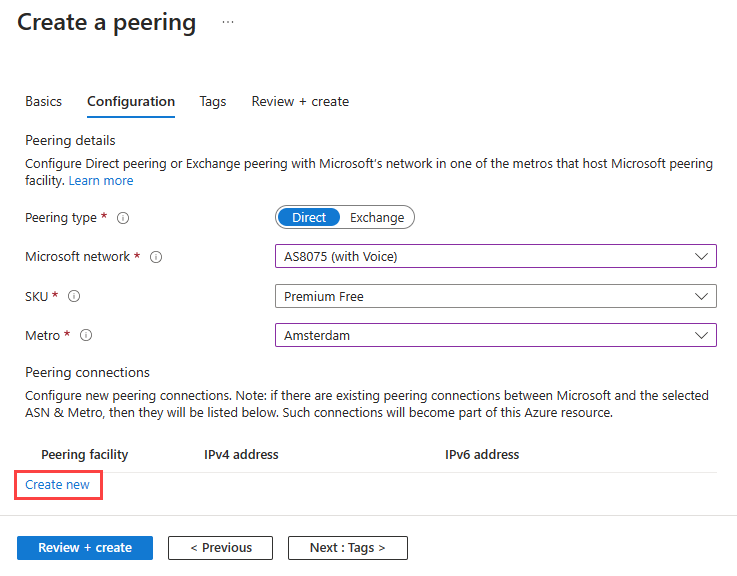 Create a peering ...
Basics Configuration Tags Review + create
Peering details
Configure Direct peering or Exchange peering with Microsoft's network in one of the metros that host Microsoft peering
facility. Learn more
Peering type * Direct Exchange
Microsoft network * AS8075 (with Voice)
SKU * Premium Free
Metro * Amsterdam
Peering connections
Configure new peering connections. Note: if there are existing peering connections between Microsoft and the selected
ASN & Metro, then they will be listed below. Such connections will become part of this Azure resource.
Peering facility IPv4 address IPv6 address
Create new
Review + create < Previous Next : Tags >